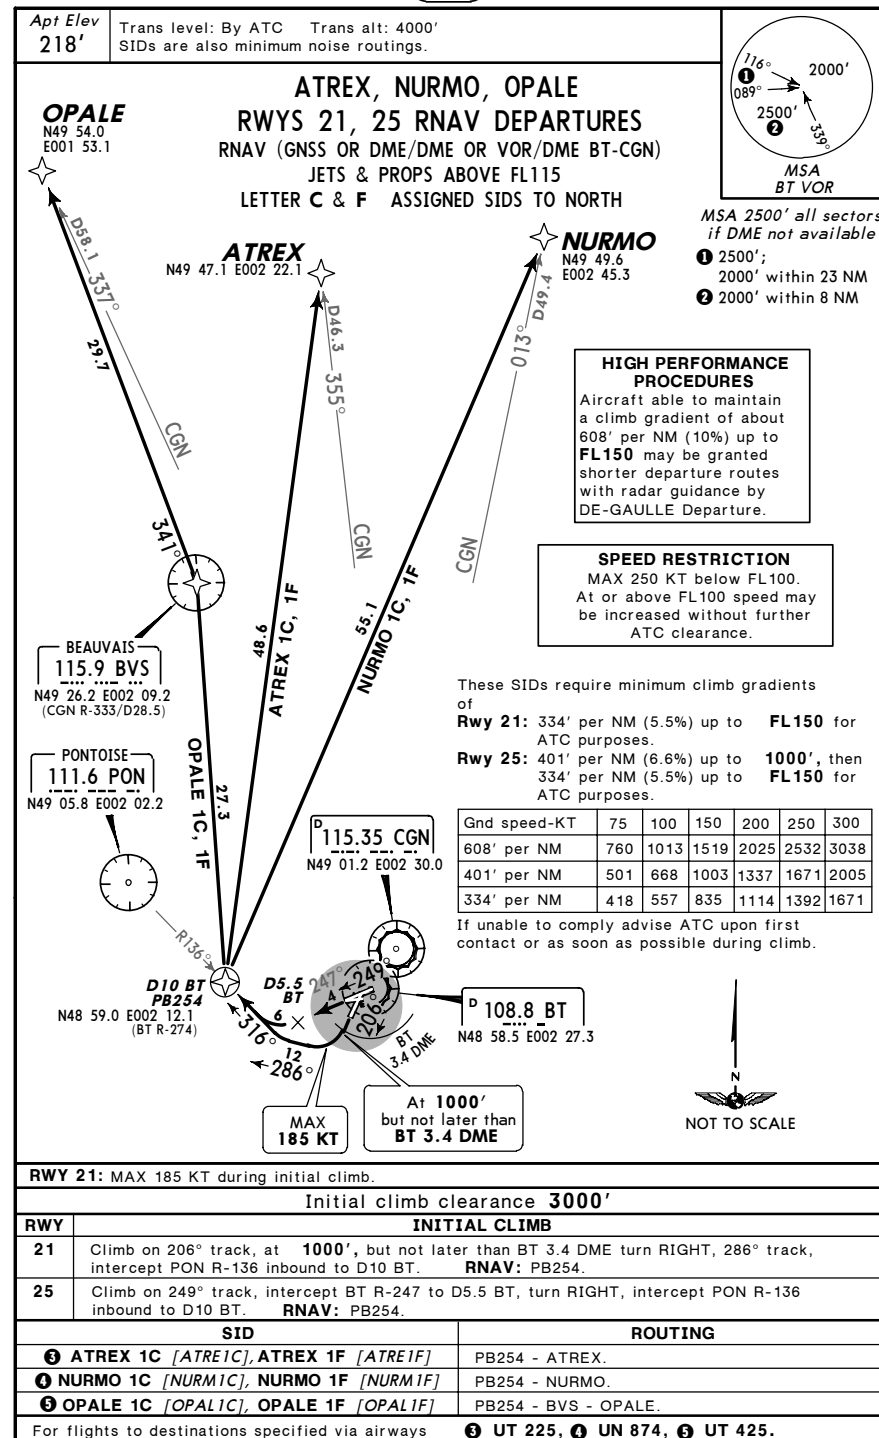 Apt Elev
218'
Trans level: By ATC Trans alt: 4000'
SIDs are also minimum noise routings.
116°
❶
089°
2000'
2500'
❷
339°
MSA
BT VOR
MSA 2500' all sectors
if DME not available
❶ 2500';
2000' within 23 NM
❷ 2000' within 8 NM
ATREX, NURMO, OPALE
RWYS 21, 25 RNAV DEPARTURES
RNAV (GNSS OR DME/DME OR VOR/DME BT-CGN)
JETS & PROPS ABOVE FL115
LETTER C & F ASSIGNED SIDS TO NORTH
OPALE
N49 54.0
E001 53.1
ATREX
N49 47.1 E002 22.1
NURMO
N49 49.6
E002 45.3
D58.1
337°
CGN
29.7
D46.3
355°
CGN
D49.4
013°
CGN
HIGH PERFORMANCE
PROCEDURES
Aircraft able to maintain
a climb gradient of about
608' per NM (10%) up to
FL150 may be granted
shorter departure routes
with radar guidance by
DE-GAULLE Departure.
SPEED RESTRICTION
MAX 250 KT below FL100.
At or above FL100 speed may
be increased without further
ATC clearance.
341°
BEAUVAIS
115.9 BVS
N49 26.2 E002 09.2
(CGN R-333/D28.5)
48.6
ATREX 1C, 1F
55.1
NURMO 1C, 1F
OPALE 1C, 1F
27.3
PONTOISE
111.6 PON
N49 05.8 E002 02.2
R136°
These SIDs require minimum climb gradients
of
Rwy 21: 334' per NM (5.5%) up to FL150 for
ATC purposes.
Rwy 25: 401' per NM (6.6%) up to 1000', then
334' per NM (5.5%) up to FL150 for
ATC purposes.
Gnd speed-KT 75 100 150 200 250 300
608' per NM 760 1013 1519 2025 2532 3038
401' per NM 501 668 1003 1337 1671 2005
334' per NM 418 557 835 1114 1392 1671
If unable to comply advise ATC upon first
contact or as soon as possible during climb.
D
115.35 CGN
N49 01.2 E002 30.0
D10 BT
PB254
N48 59.0 E002 12.1
(BT R-274)
D5.5
BT
247°
249°
4
6
206°
316°
12
286°
BT
3.4 DME
D
108.8 BT
N48 58.5 E002 27.3
MAX
185 KT
At 1000'
but not later than
BT 3.4 DME
N
NOT TO SCALE
RWY 21: MAX 185 KT during initial climb.
Initial climb clearance 3000'
RWY INITIAL CLIMB
21 Climb on 206° track, at 1000', but not later than BT 3.4 DME turn RIGHT, 286° track,
intercept PON R-136 inbound to D10 BT. RNAV: PB254.
25 Climb on 249° track, intercept BT R-247 to D5.5 BT, turn RIGHT, intercept PON R-136
inbound to D10 BT. RNAV: PB254.
SID ROUTING
❸ ATREX 1C [ATRE1C], ATREX 1F [ATRE1F] PB254 - ATREX.
❹ NURMO 1C [NURM1C], NURMO 1F [NURM1F] PB254 - NURMO.
❺ OPALE 1C [OPAL1C], OPALE 1F [OPAL1F] PB254 - BVS - OPALE.
For flights to destinations specified via airways ❸ UT 225, ❹ UN 874, ❺ UT 425.